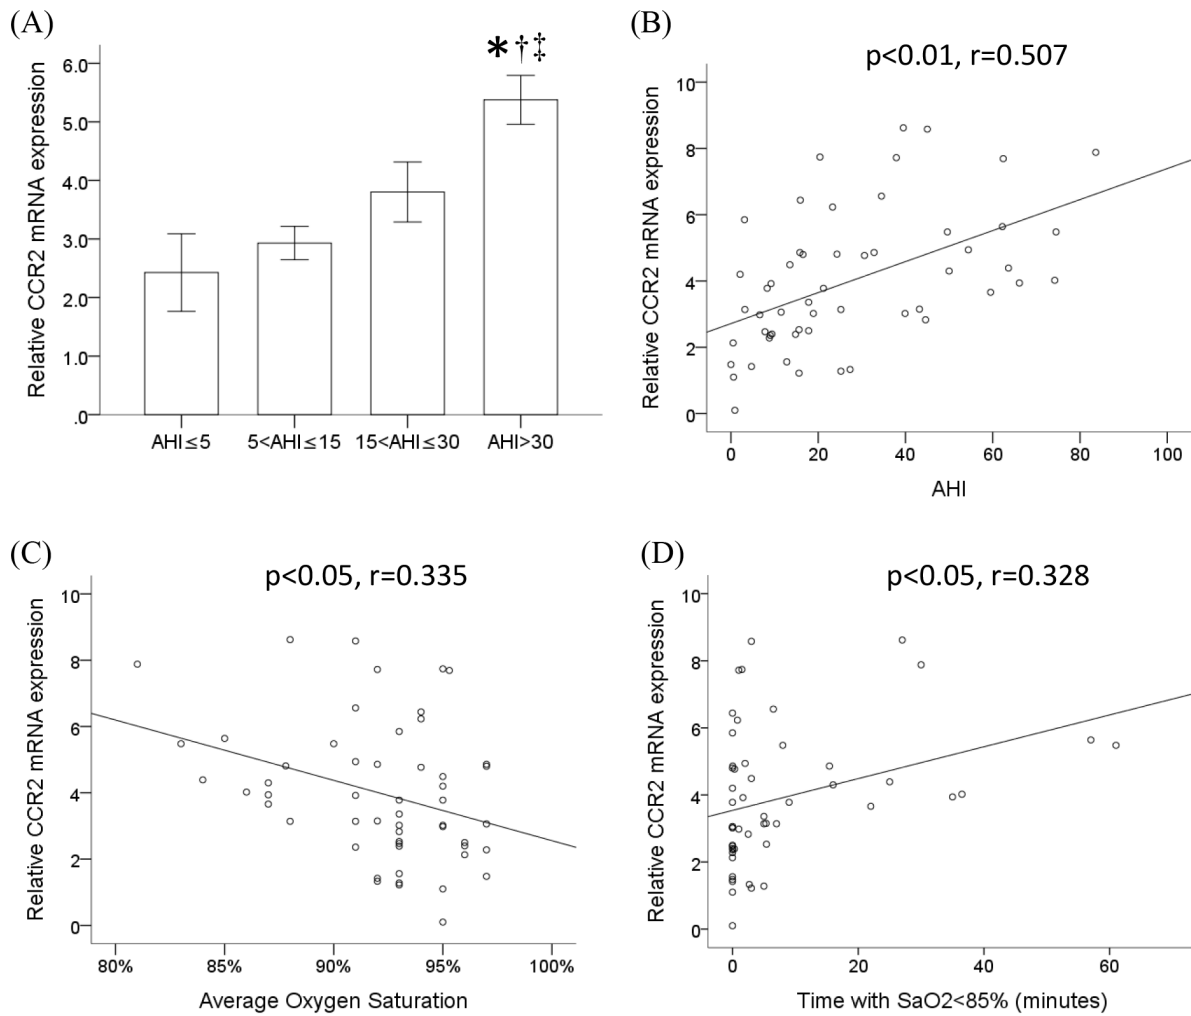 (A)
*†‡
Relative CCR2 mRNA expression
6.0
5.0
4.0
3.0
2.0
1.0
.0
AHI≤5
5<AHI≤15
15<AHI≤30
AHI>30
(B)
p<0.01, r=0.507
Relative CCR2 mRNA expression
10
8
6
4
2
0
0
20
40
60
80
100
AHI
(C)
p<0.05, r=0.335
Relative CCR2 mRNA expression
10
8
6
4
2
0
80%
85%
90%
95%
100%
Average Oxygen Saturation
(D)
p<0.05, r=0.328
Relative CCR2 mRNA expression
10
8
6
4
2
0
0
20
40
60
Time with SaO2<85% (minutes)